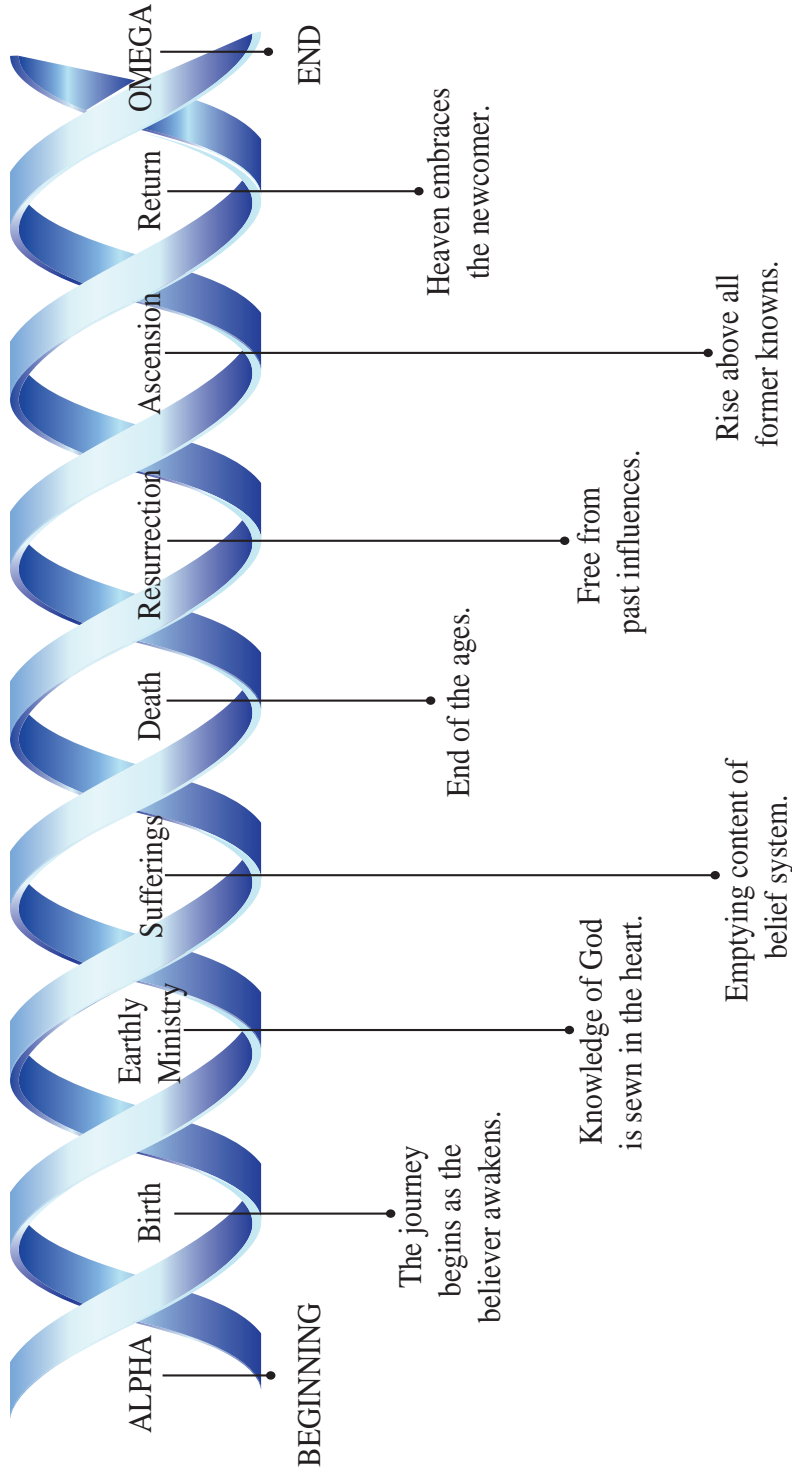 ALPHA
BEGINNING
Birth
The journey
begins as the
believer awakens.
Earthly
Ministry
Knowledge of God
is sewn in the heart.
Sufferings
Emptying content of
belief system.
Death
End of the ages.
Resurrection
Free from
past influences.
Ascension
Rise above all
former knowns.
Return
Heaven embraces
the newcomer.
OMEGA
END